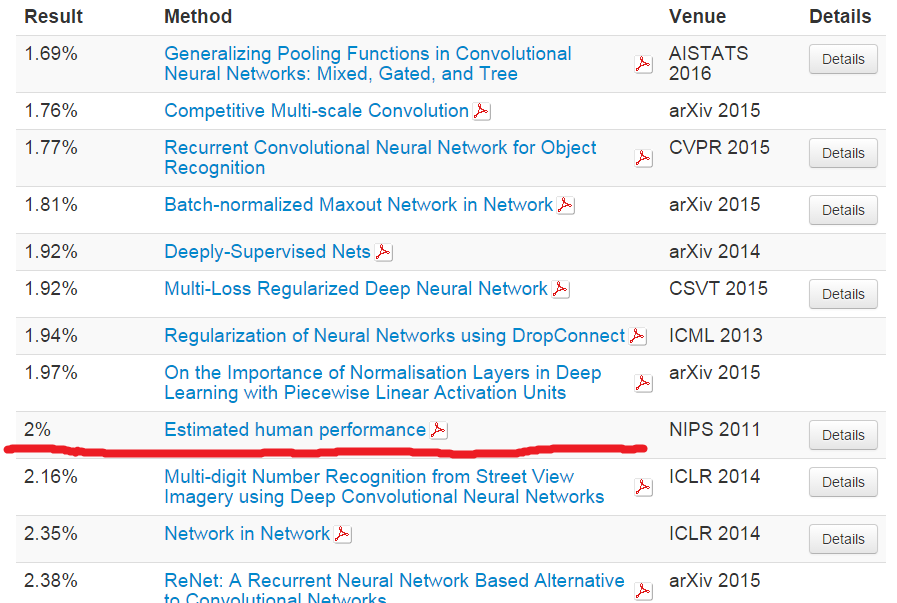 Result Method Venue Details
1.69% Generalizing Pooling Functions in Convolutional AISTATS Details
Neural Networks: Mixed, Gated, and Tree 2016
1.76% Competitive Multi-scale Convolution arXiv 2015
1.77% Recurrent Convolutional Neural Network for Object CVPR 2015 Details
Recognition
1.81% Batch-normalized Maxout Network in Network arXiv 2015 Details
1.92% Deeply-Supervised Nets arXiv 2014
1.92% Multi-Loss Regularized Deep Neural Network CSVT 2015 Details
1.94% Regularization of Neural Networks using DropConnect ICML 2013
1.97% On the Importance of Normalisation Layers in Deep arXiv 2015
Learning with Piecewise Linear Activation Units
2% Estimated human performance NIPS 2011 Details
2.16% Multi-digit Number Recognition from Street View ICLR 2014 Details
Imagery using Deep Convolutional Neural Networks
2.35% Network in Network ICLR 2014 Details
2.38% ReNet: A Recurrent Neural Network Based Alternative arXiv 2015
to Convolutional Networks